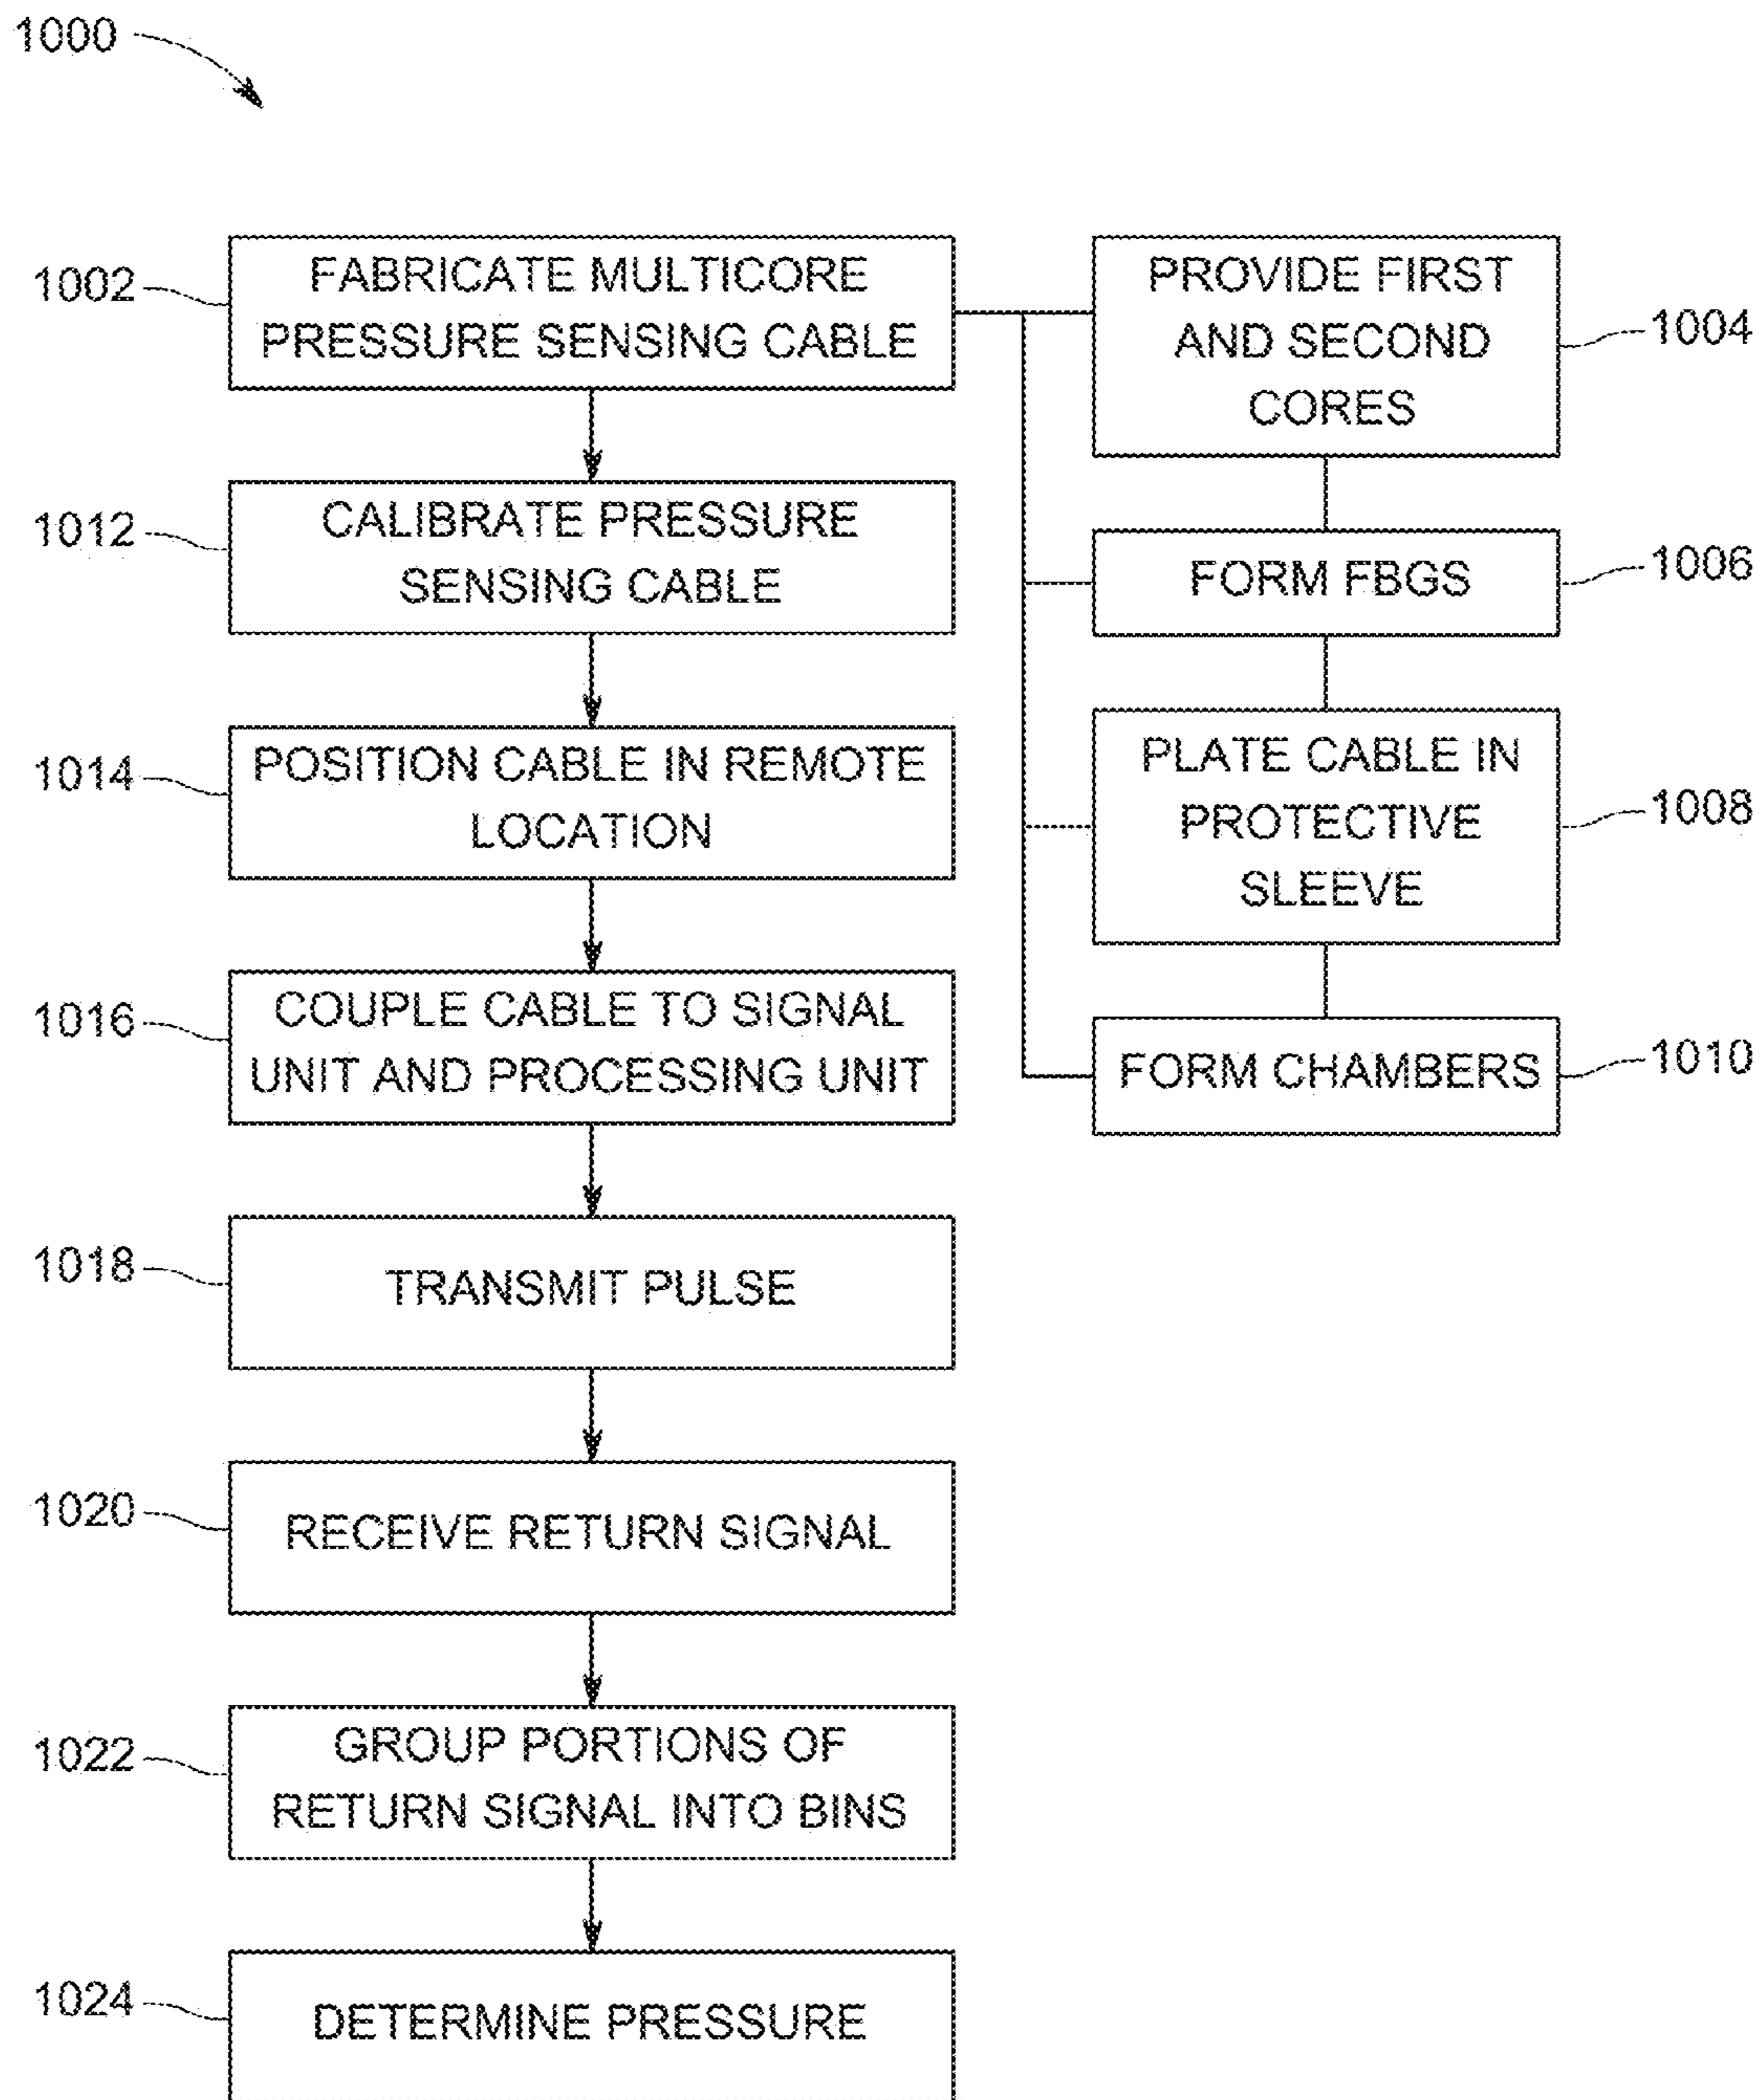 1000
1002
FABRICATE MULTICORE
PRESSURE SENSING CABLE
PROVIDE FIRST
AND SECOND
CORES
1004
1012
CALIBRATE PRESSURE
SENSING CABLE
FORM FBGS
1006
1014
POSITION CABLE IN REMOTE
LOCATION
PLATE CABLE IN
PROTECTIVE
SLEEVE
1008
1016
COUPLE CABLE TO SIGNAL
UNIT AND PROCESSING UNIT
FORM CHAMBERS
1010
1018
TRANSMIT PULSE
1020
RECEIVE RETURN SIGNAL
1022
GROUP PORTIONS OF
RETURN SIGNAL INTO BINS
1024
DETERMINE PRESSURE